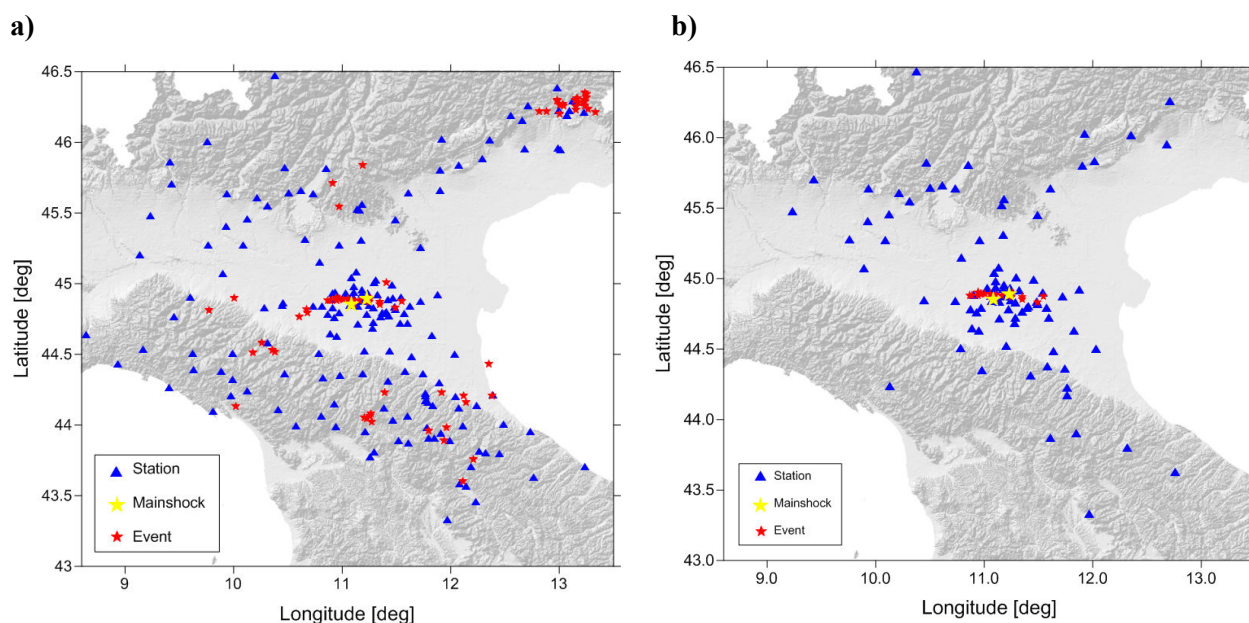 a)
46.5
46
45.5
45
44.5
44
43.5
43
Latitude [deg]
Station
Mainshock
Event
9 10 11 12 13
Longitude [deg]
b)
46.5
46.0
45.5
45.0
44.5
44.0
43.5
43.0
Latitude [deg]
Station
Mainshock
Event
9.0 10.0 11.0 12.0 13.0
Longitude [deg]